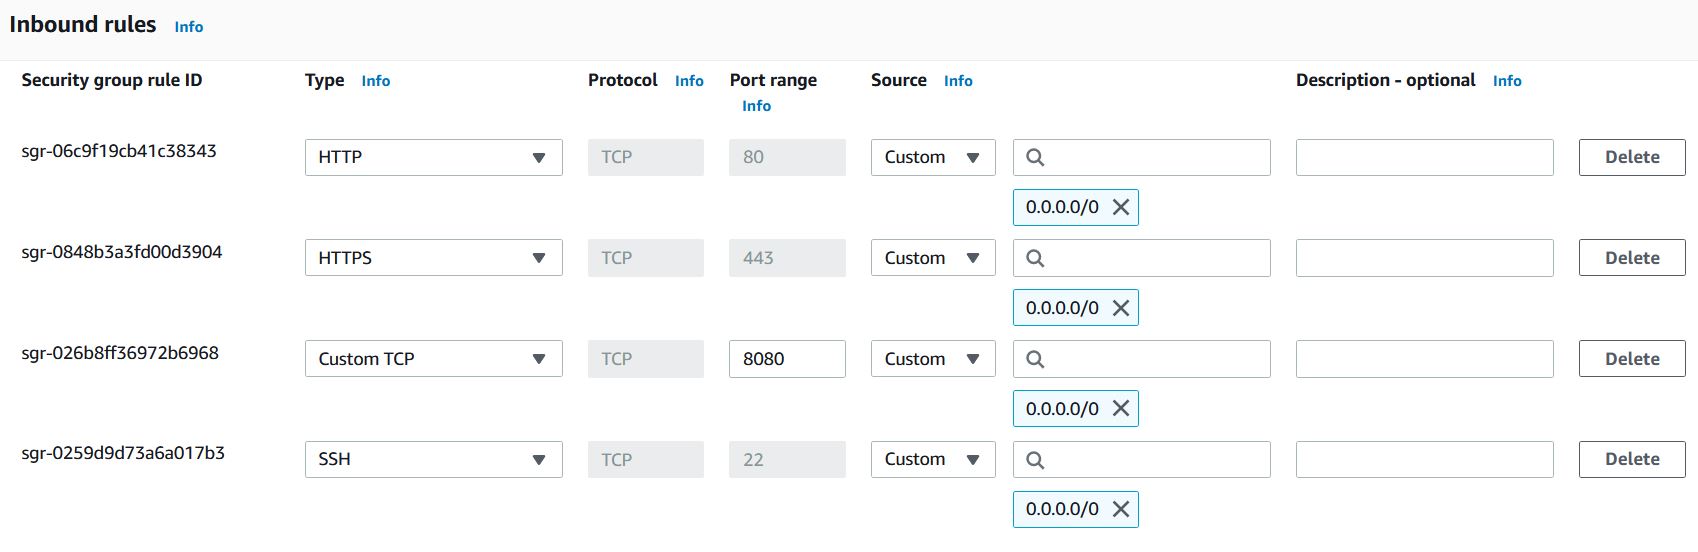 Inbound rules Info
Security group rule ID Type Info Protocol Info Port range Info Source Info Description - optional Info
sgr-06c9f19cb41c38343 HTTP TCP 80 Custom Delete
0.0.0.0/0
sgr-0848b3a3fd00d3904 HTTPS TCP 443 Custom Delete
0.0.0.0/0
sgr-026b8ff36972b6968 Custom TCP TCP 8080 Custom Delete
0.0.0.0/0
sgr-0259d9d73a6a017b3 SSH TCP 22 Custom Delete
0.0.0.0/0